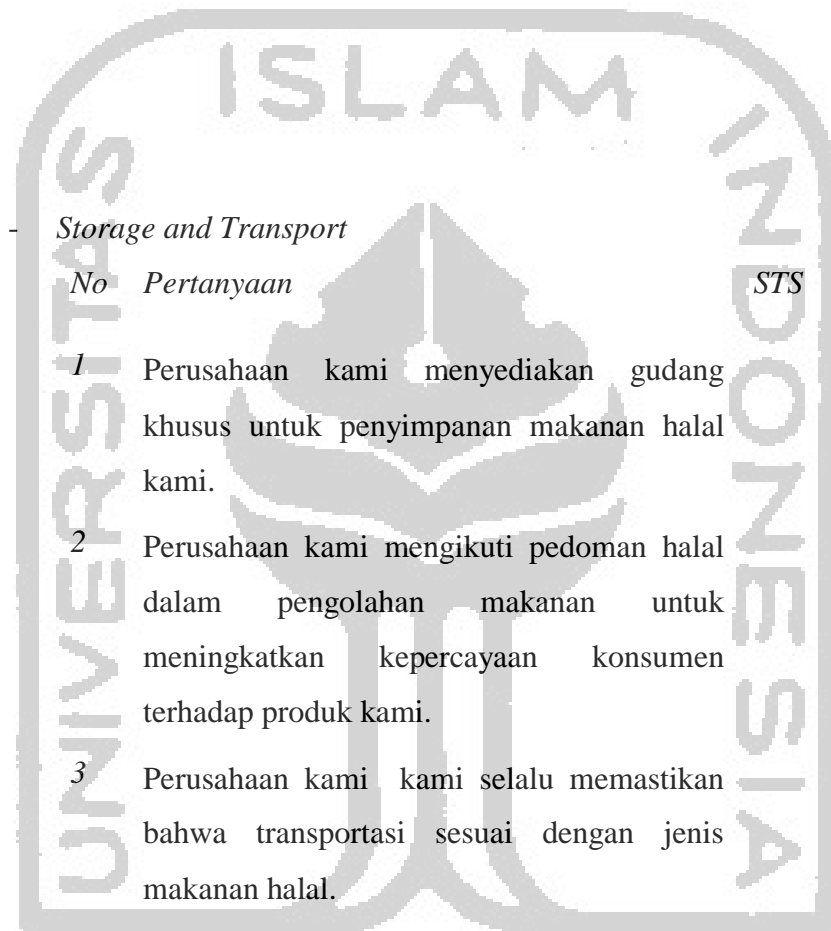 ISLAM
UNIVERSITAS
INDONESIA
- Storage and Transport
No Pertanyaan STS
1 Perusahaan kami menyediakan gudang
khusus untuk penyimpanan makanan halal
kami.
2 Perusahaan kami mengikuti pedoman halal
dalam pengolahan makanan untuk
meningkatkan kepercayaan konsumen
terhadap produk kami.
3 Perusahaan kami kami selalu memastikan
bahwa transportasi sesuai dengan jenis
makanan halal.